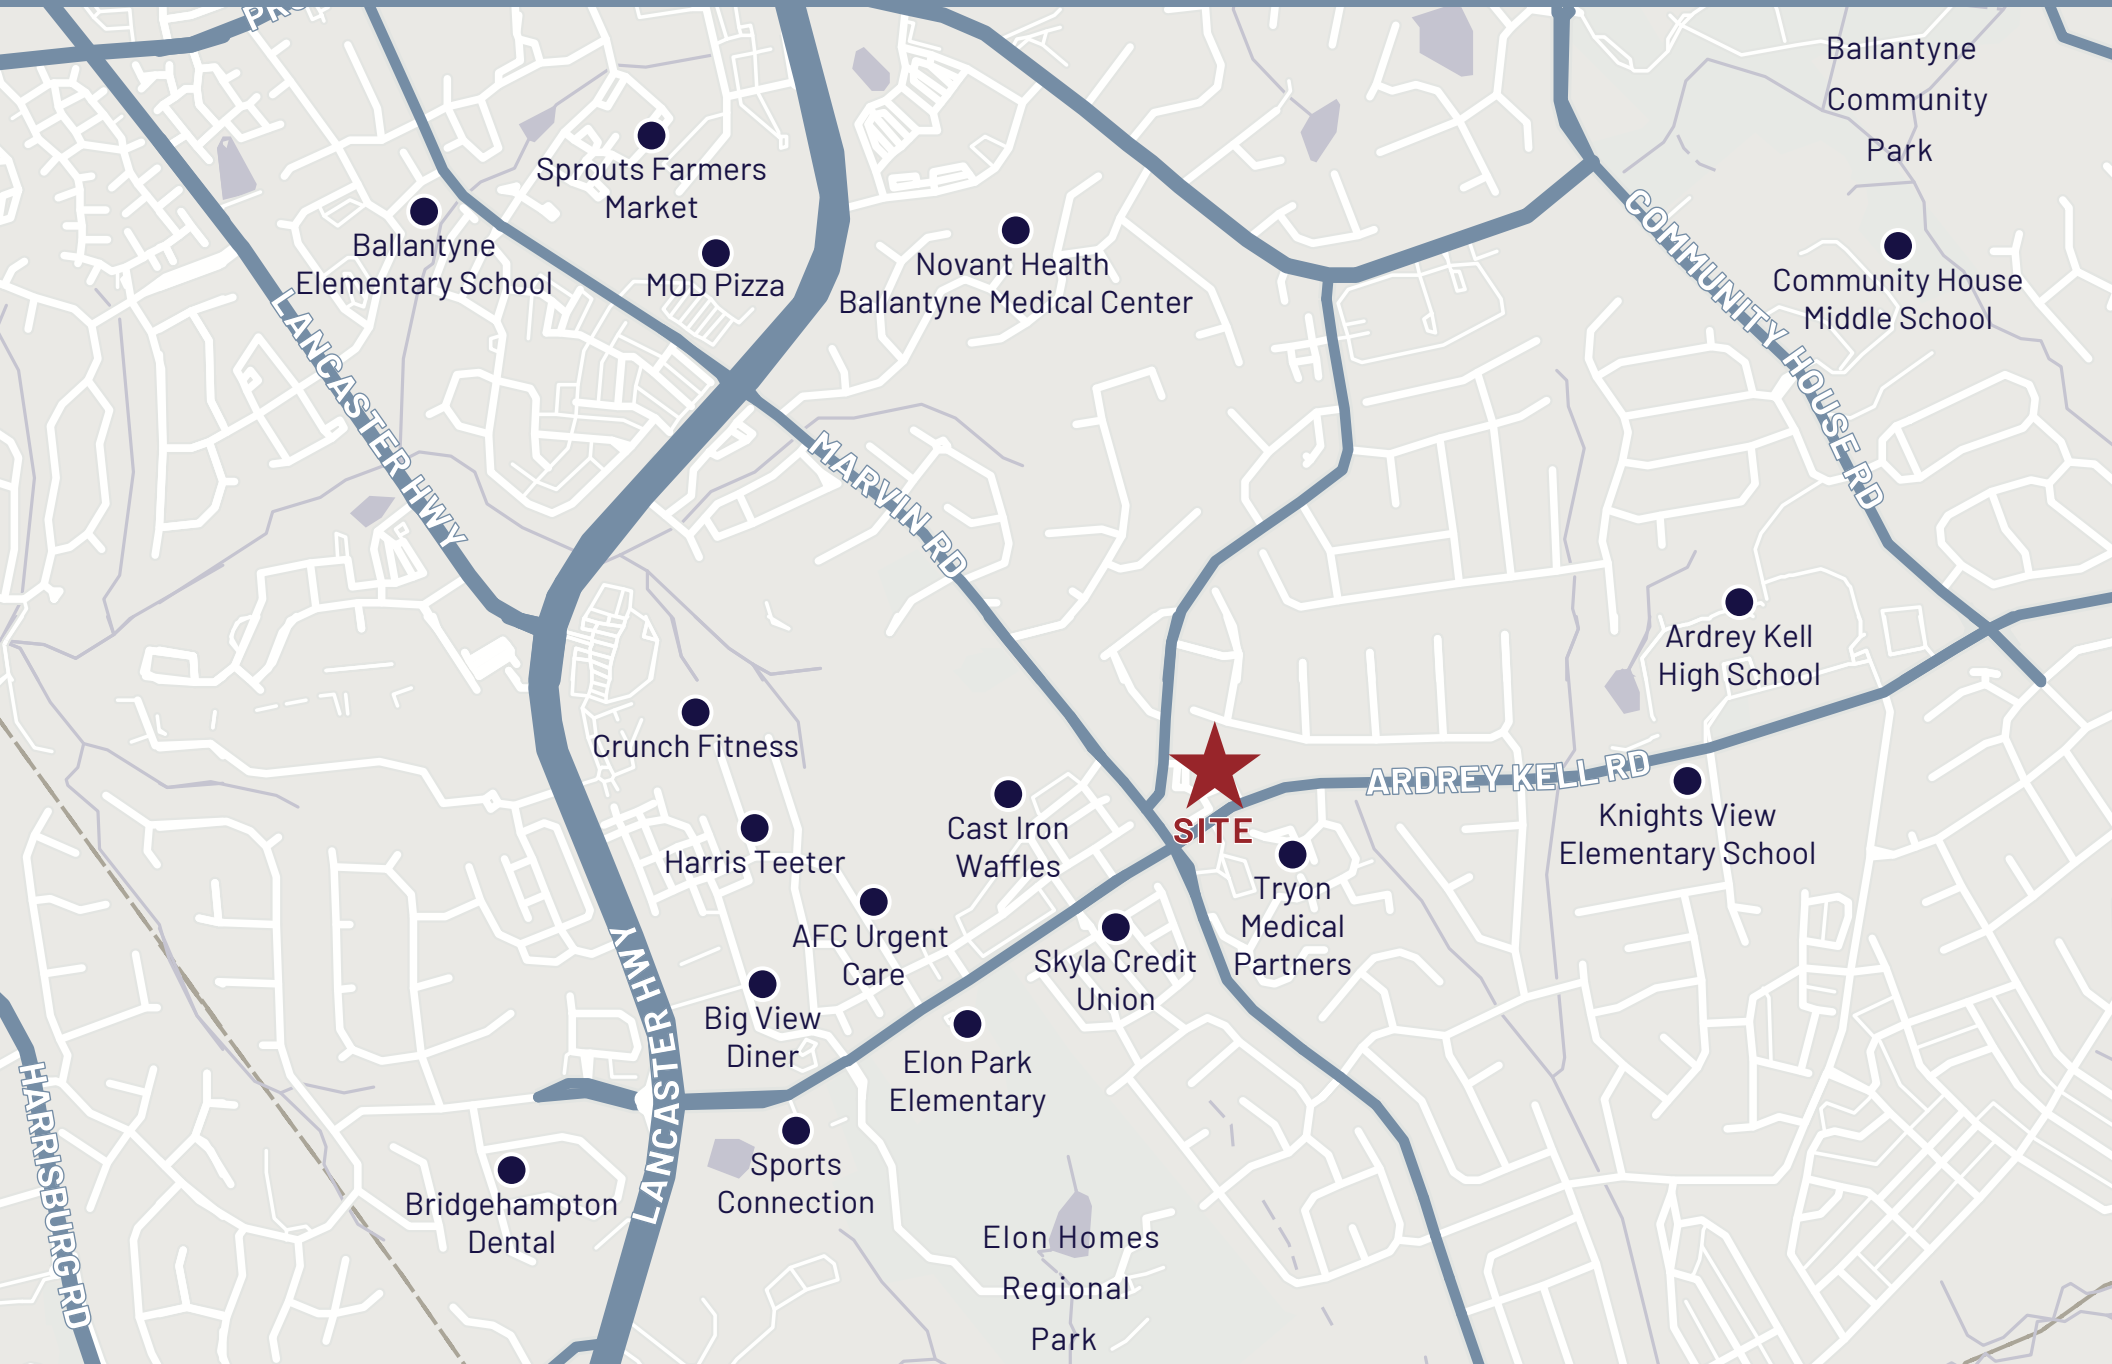 PRO
Ballantyne
Community
Park
Sprouts Farmers
Market
Ballantyne
Elementary School
MOD Pizza
Novant Health
Ballantyne Medical Center
COMMUNITY HOUSE RD
Community House
Middle School
LANCASTER HWY
MARVIN RD
Ardrey Kell
High School
Crunch Fitness
ARDREY KELL RD
SITE
Knights View
Elementary School
Cast Iron
Waffles
Harris Teeter
Tryon
Medical
Partners
AFC Urgent
Care
Skyla Credit
Union
LANCASTER HWY
Big View
Diner
Elon Park
Elementary
HARRISBURG RD
Bridgehampton
Dental
Sports
Connection
Elon Homes
Regional
Park